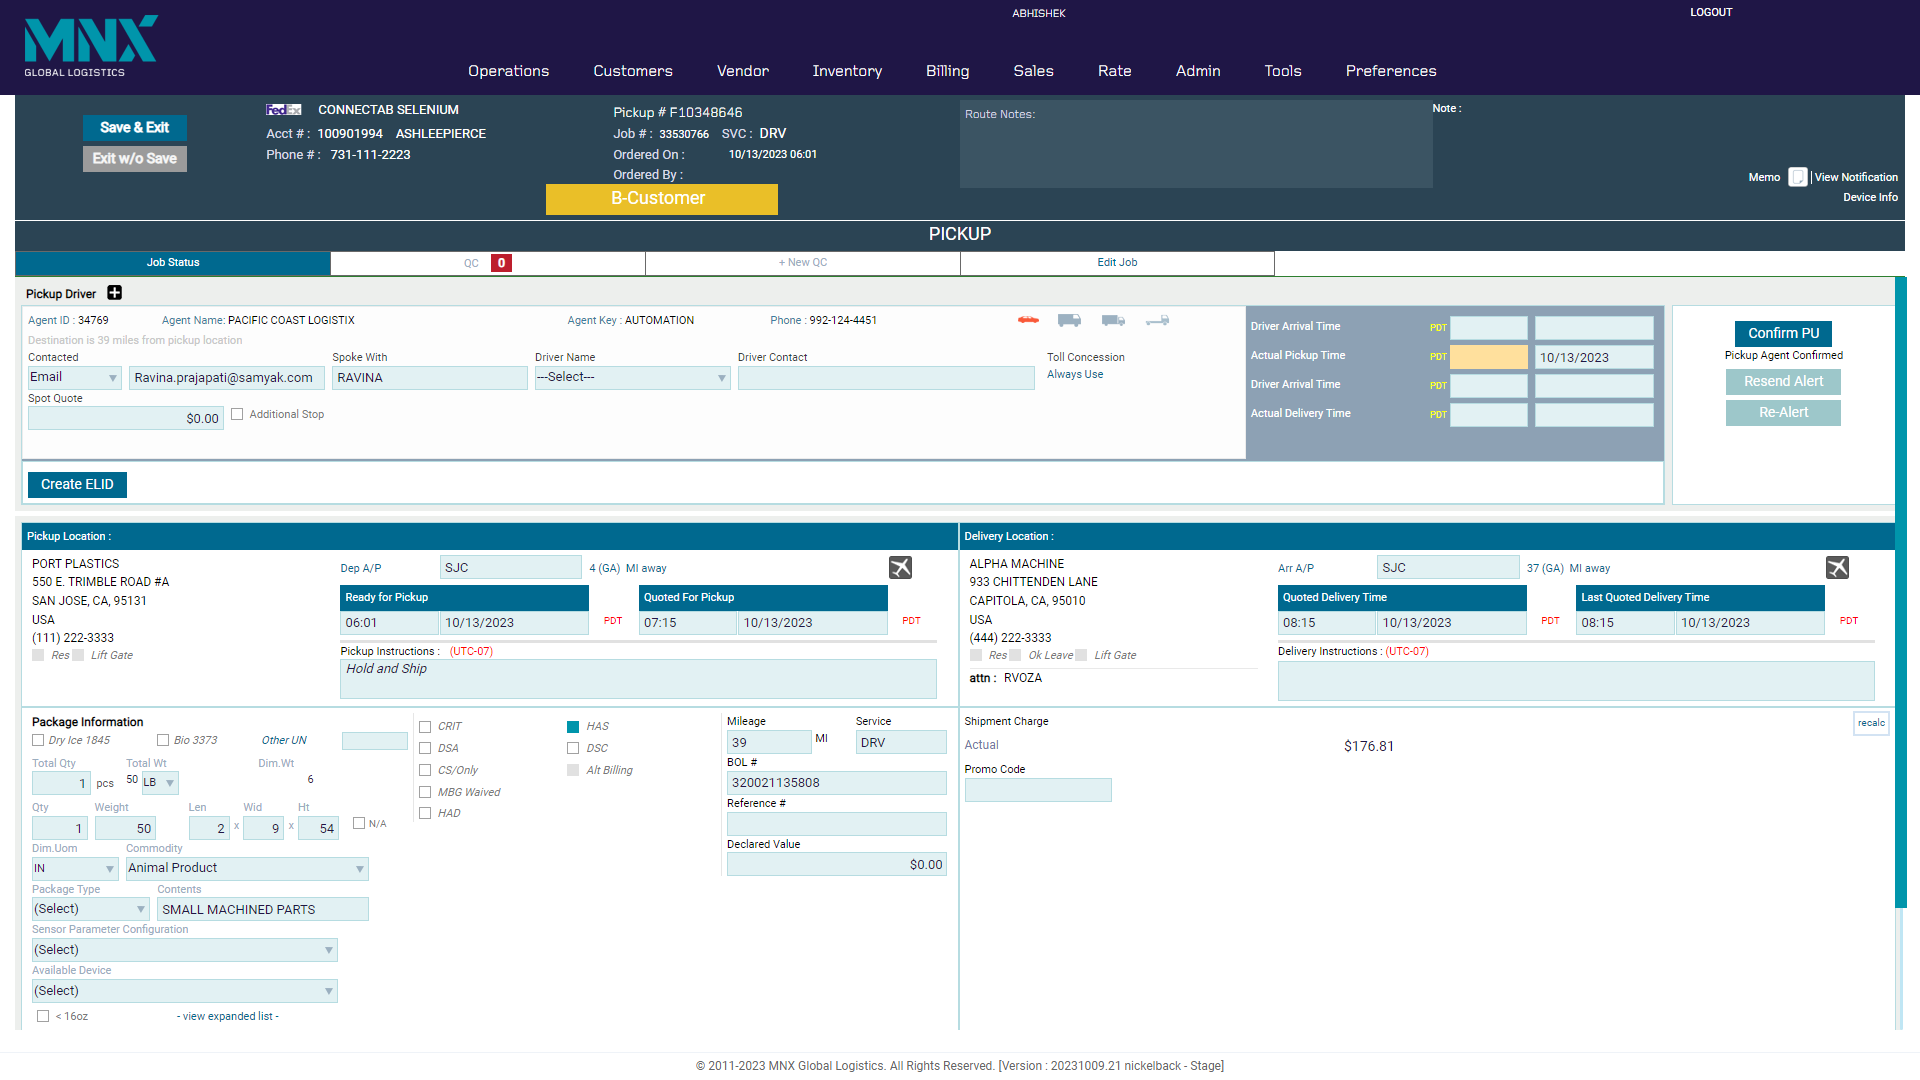 MNX
GLOBAL LOGISTICS
ABHISHEK
LOGOUT
Operations Customers Vendor Inventory Billing Sales Rate Admin Tools Preferences
Save & Exit
Exit w/o Save
FedEx CONNECTAB SELENIUM
Acct # : 100901994 ASHLEEPIERCE
Phone # : 731-111-2223
Pickup # F10348646
Job # : 33530766 SVC : DRV
Ordered On : 10/13/2023 06:01
Ordered By :
B-Customer
Route Notes:
Note :
Memo | View Notification
Device Info
PICKUP
Job Status QC 0 + New QC Edit Job
Pickup Driver
Agent ID : 34769 Agent Name: PACIFIC COAST LOGISTIX Agent Key : AUTOMATION Phone : 992-124-4451
Destination is 39 miles from pickup location
Contacted Spoke With Driver Name Driver Contact Toll Concession
Email Ravina.prajapati@samyak.com RAVINA ---Select--- Always Use
Spot Quote
$0.00 Additional Stop
Driver Arrival Time PDT
Actual Pickup Time PDT 10/13/2023
Driver Arrival Time PDT
Actual Delivery Time PDT
Confirm PU
Pickup Agent Confirmed
Resend Alert
Re-Alert
Create ELID
Pickup Location :
PORT PLASTICS
550 E. TRIMBLE ROAD #A
SAN JOSE, CA, 95131
USA
(111) 222-3333
Res Lift Gate
Dep A/P SJC 4 (GA) MI away
Ready for Pickup Quoted For Pickup
06:01 10/13/2023 PDT 07:15 10/13/2023 PDT
Pickup Instructions : (UTC-07)
Hold and Ship
Delivery Location :
ALPHA MACHINE
933 CHITTENDEN LANE
CAPITOLA, CA, 95010
USA
(444) 222-3333
Res Ok Leave Lift Gate
attn : RVOZA
Arr A/P SJC 37 (GA) MI away
Quoted Delivery Time Last Quoted Delivery Time
08:15 10/13/2023 PDT 08:15 10/13/2023 PDT
Delivery Instructions : (UTC-07)
Package Information
Dry Ice 1845 Bio 3373 Other UN
Total Qty Total Wt Dim.Wt
1 pcs 50 LB 6
Qty Weight Len Wid Ht
1 50 2 x 9 x 54 N/A
Dim.Uom Commodity
IN Animal Product
Package Type Contents
(Select) SMALL MACHINED PARTS
Sensor Parameter Configuration
(Select)
Available Device
(Select)
< 16oz - view expanded list -
CRIT HAS
DSA DSC
CS/Only Alt Billing
MBG Waived
HAD
Mileage Service
39 MI DRV
BOL #
320021135808
Reference #
Declared Value
$0.00
Shipment Charge recalc
Actual $176.81
Promo Code
© 2011-2023 MNX Global Logistics. All Rights Reserved. [Version : 20231009.21 nickelback - Stage]